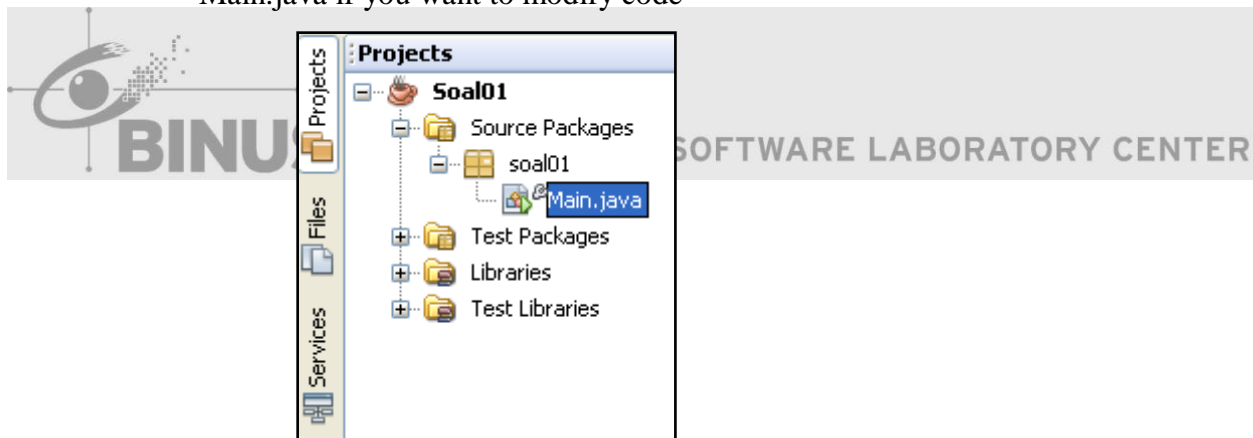 Main.java if you want to modify code
BINUS
SOFTWARE LABORATORY CENTER
Projects
Files
Services
Projects
Soal01
Source Packages
soal01
Main.java
Test Packages
Libraries
Test Libraries